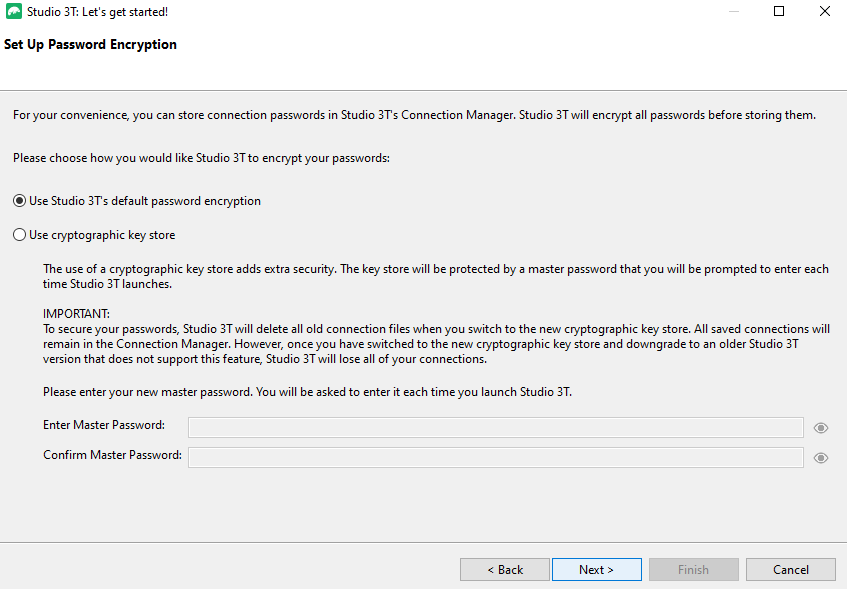 Studio 3T: Let's get started!
Set Up Password Encryption
For your convenience, you can store connection passwords in Studio 3T's Connection Manager. Studio 3T will encrypt all passwords before storing them.
Please choose how you would like Studio 3T to encrypt your passwords:
Use Studio 3T's default password encryption
Use cryptographic key store
The use of a cryptographic key store adds extra security. The key store will be protected by a master password that you will be prompted to enter each
time Studio 3T launches.
IMPORTANT:
To secure your passwords, Studio 3T will delete all old connection files when you switch to the new cryptographic key store. All saved connections will
remain in the Connection Manager. However, once you have switched to the new cryptographic key store and downgrade to an older Studio 3T
version that does not support this feature, Studio 3T will lose all of your connections.
Please enter your new master password. You will be asked to enter it each time you launch Studio 3T.
Enter Master Password:
Confirm Master Password:
< Back Next > Finish Cancel